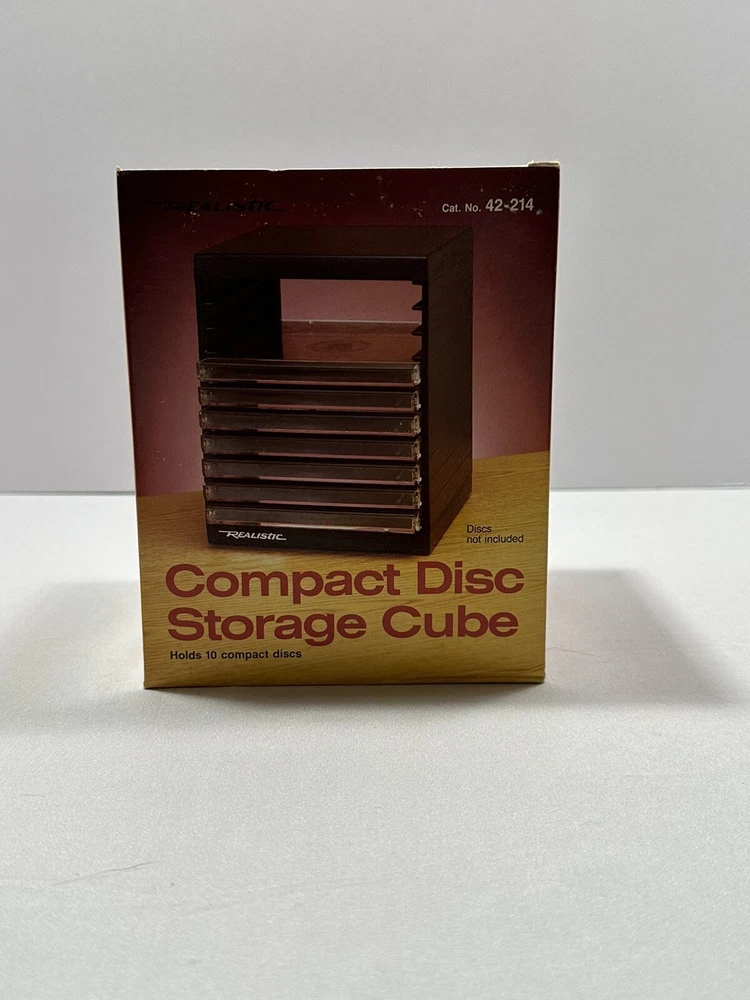 REALISTIC
Cat. No. 42-214
REALISTIC
Discs
not included
Compact Disc
Storage Cube
Holds 10 compact discs